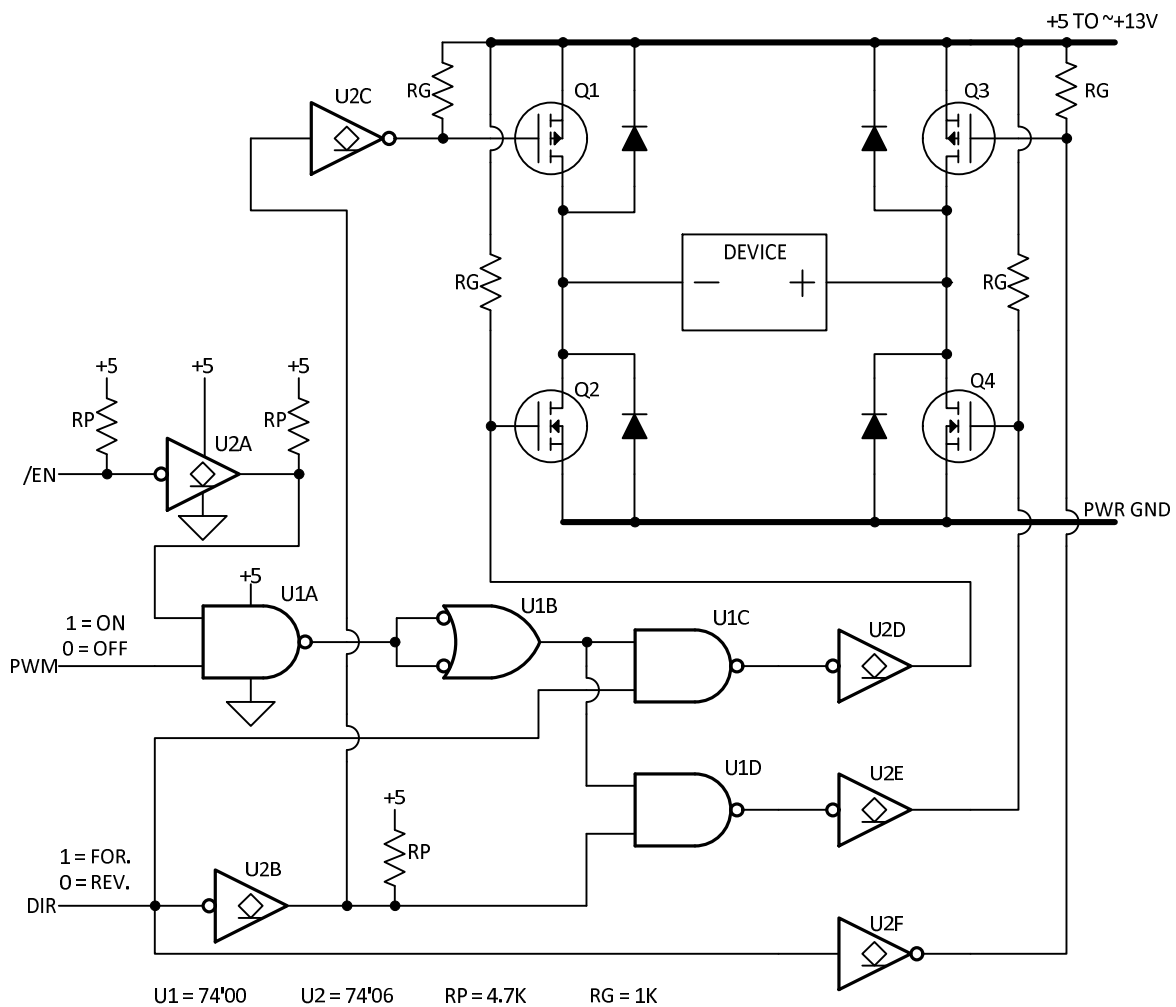 +5 TO ~+13V
U2C
RG
Q1
Q3
RG
DEVICE
− +
RG
RG
+5
+5
+5
RP
RP
Q2
Q4
U2A
/EN
PWR GND
+5
U1A
U1B
U1C
U2D
1 = ON
0 = OFF
PWM
U1D
U2E
+5
RP
1 = FOR.
0 = REV.
U2B
DIR
U2F
U1 = 74'00 U2 = 74'06 RP = 4.7K RG = 1K